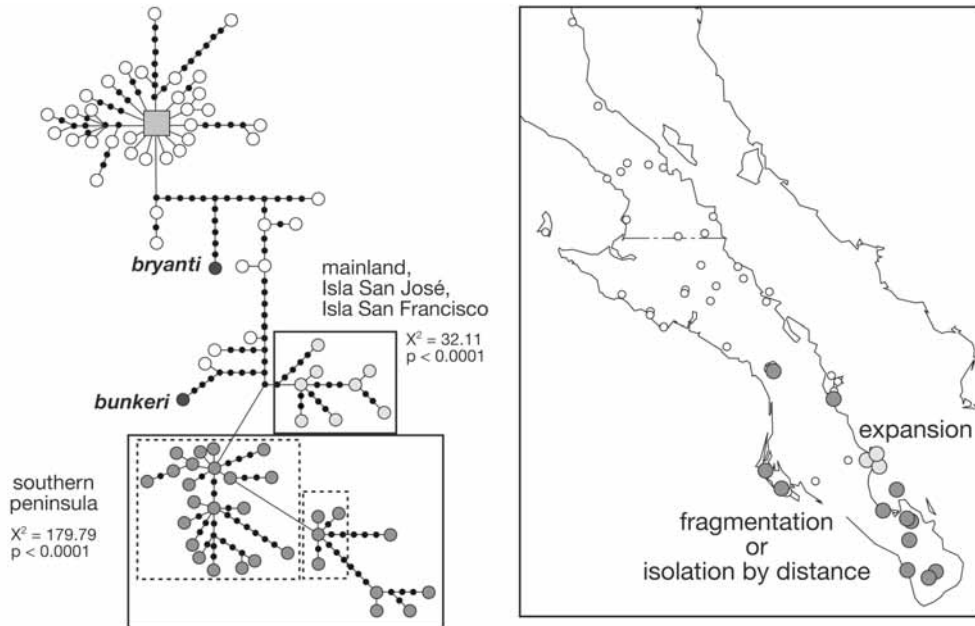 bryanti
mainland,
Isla San José,
Isla San Francisco
X² = 32.11
p < 0.0001
bunkeri
southern
peninsula
X² = 179.79
p < 0.0001
expansion
fragmentation
or
isolation by distance